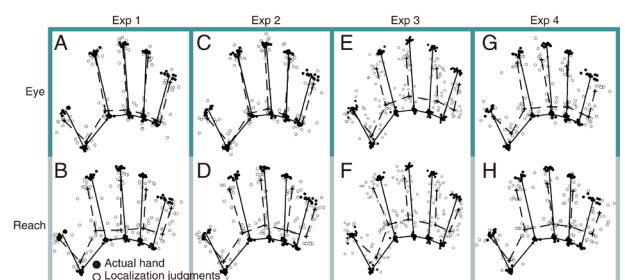 Exp 1 Exp 2 Exp 3 Exp 4
A C E G
Eye
B D F H
Reach
Actual hand
Localization judgments